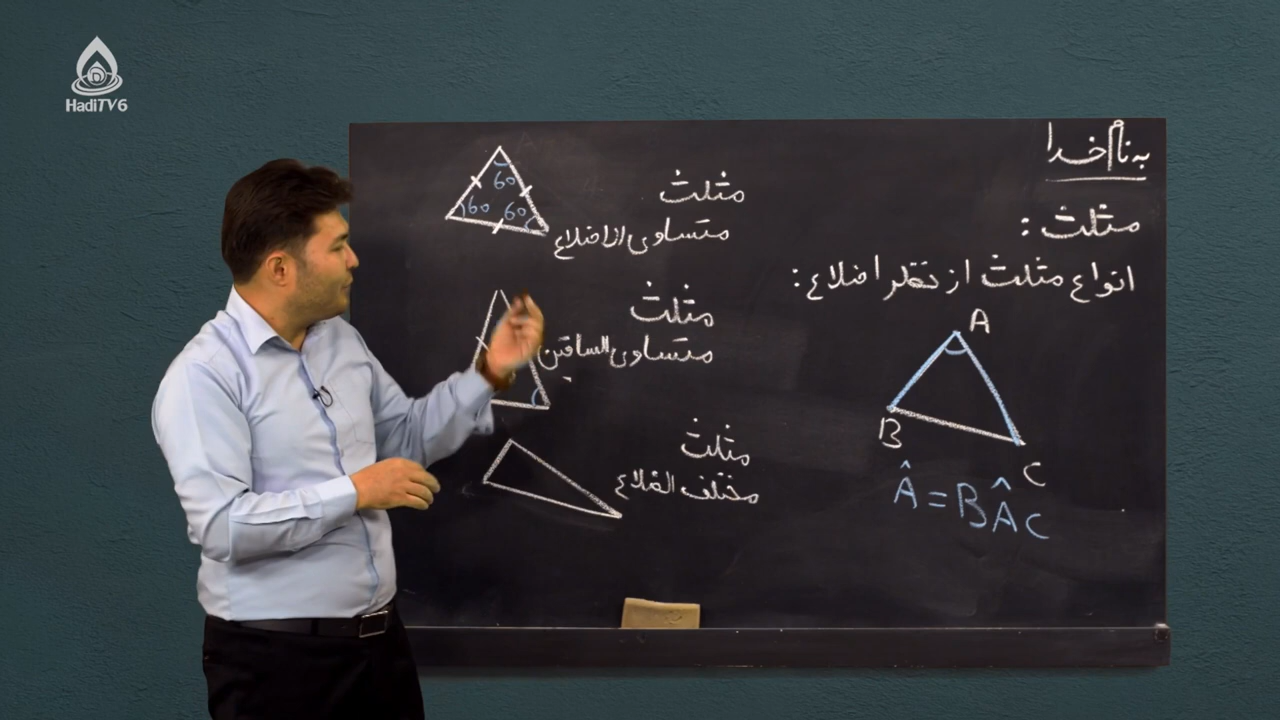 به نام خدا
مثلث :
انواع مثلث از نظر اضلاع :
A
B
C
Â = BÂC
مثلث
متساوی الاضلاع
60
60 60
مثلث
متساوی الساقین
مثلث
مختلف الضلاع
HadiTV6